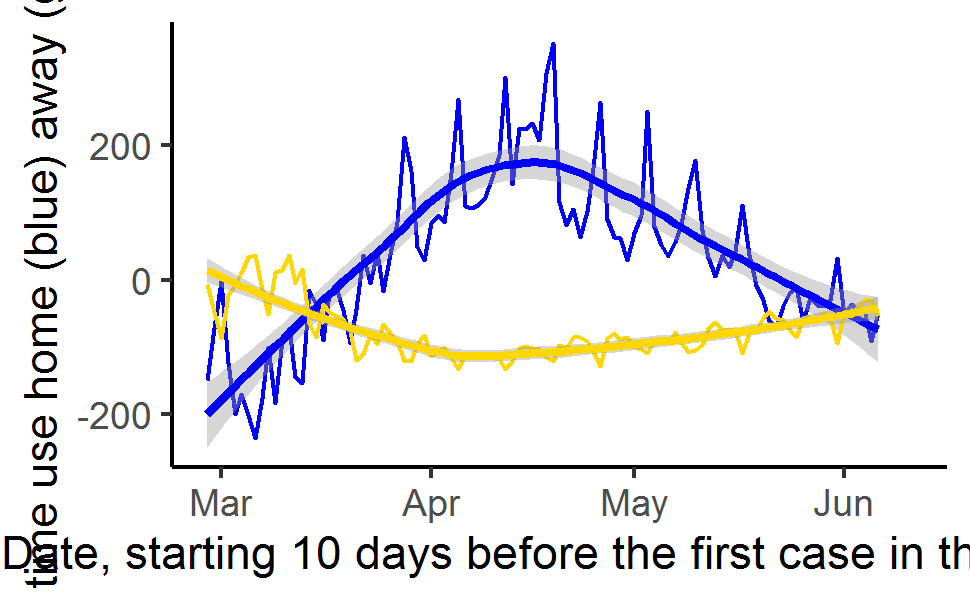 time use home (blue) away (
200
0
-200
Mar Apr May Jun
Date, starting 10 days before the first case in th